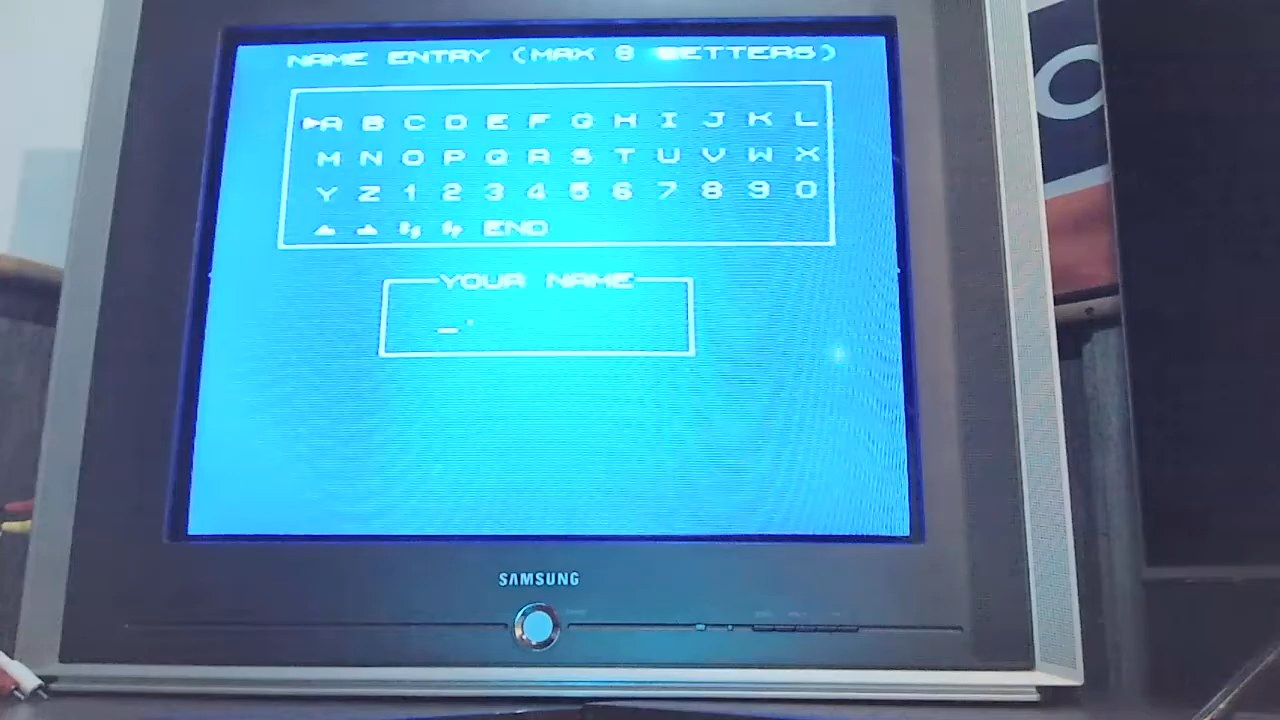 NAME ENTRY (MAX 8 LETTERS)
A B C D E F G H I J K L
M N O P Q R S T U V W X
Y Z 1 2 3 4 5 6 7 8 9 0
END
YOUR NAME
SAMSUNG